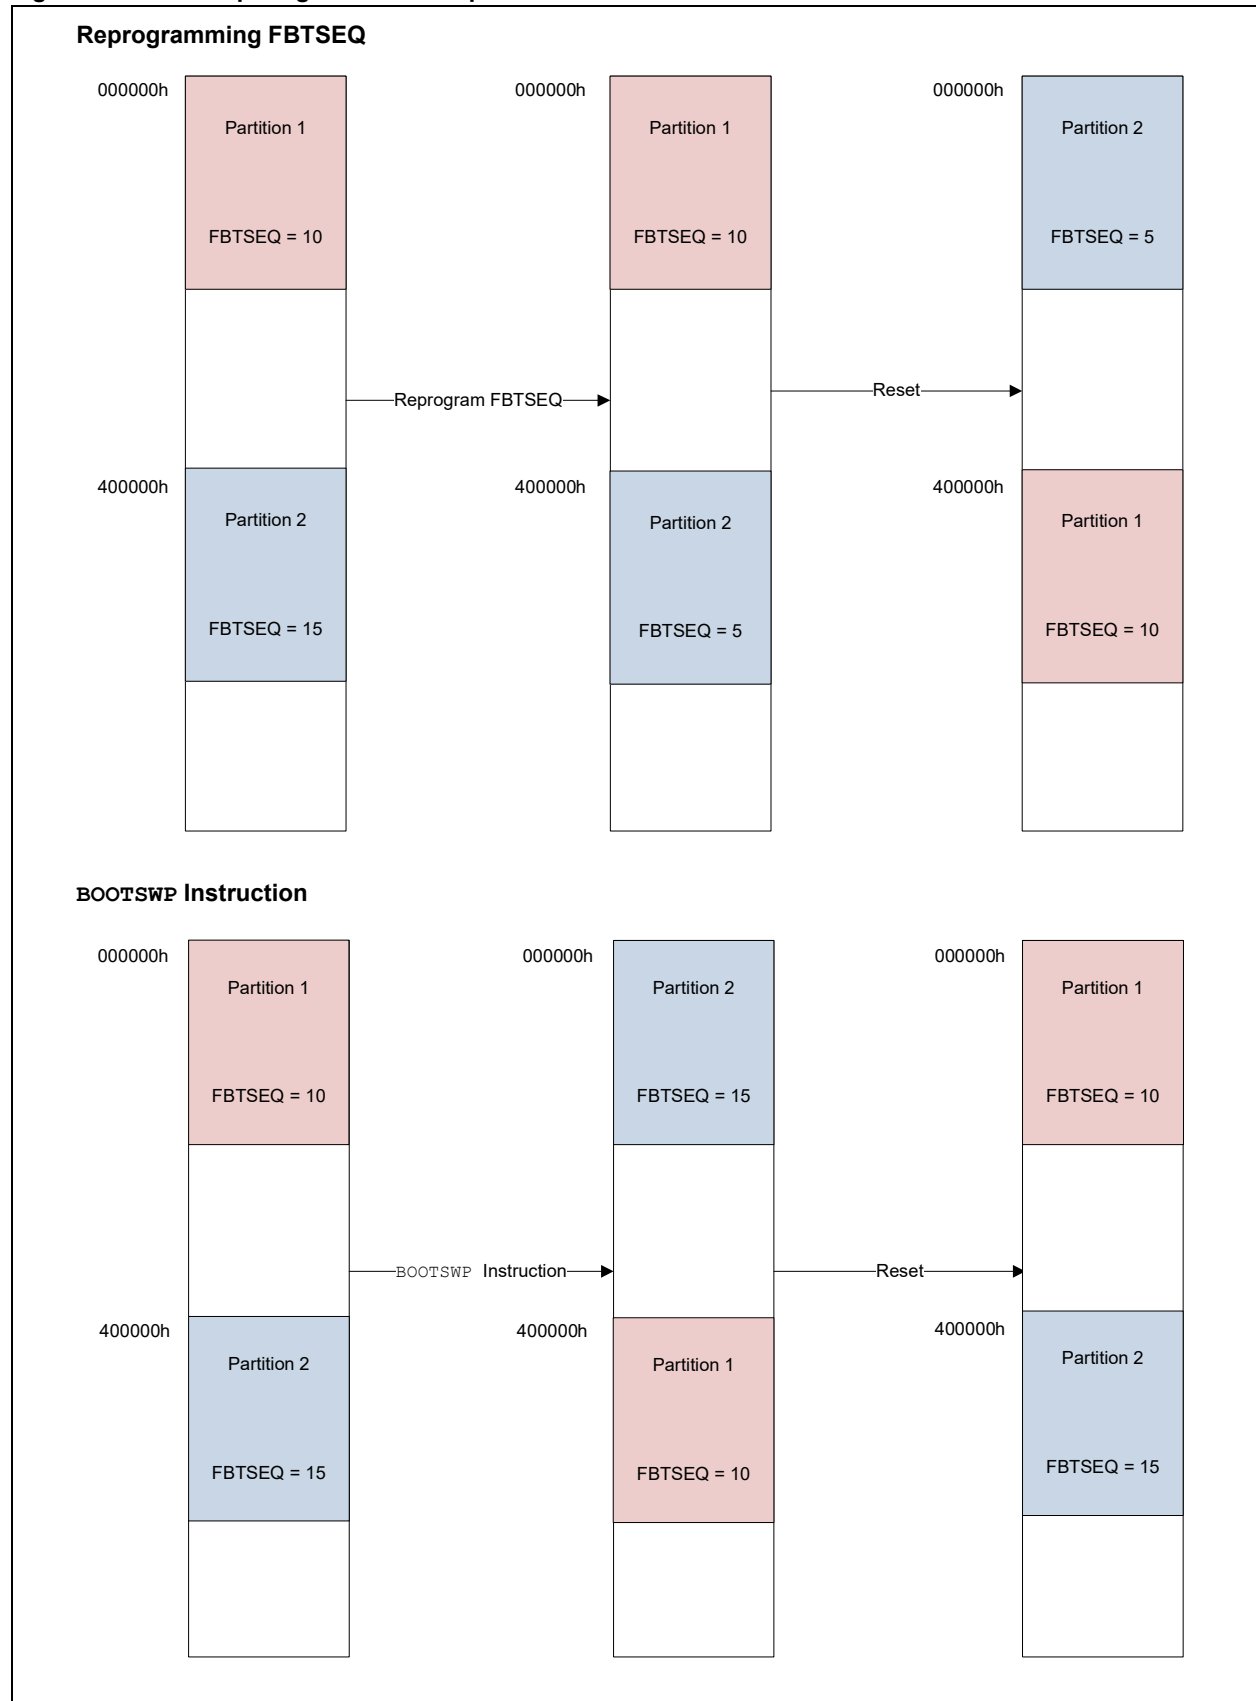 Reprogramming FBTSEQ
000000h
000000h
000000h
Partition 1
Partition 1
Partition 2
FBTSEQ = 10
FBTSEQ = 10
FBTSEQ = 5
Reprogram FBTSEQ
Reset
400000h
400000h
400000h
Partition 2
Partition 2
Partition 1
FBTSEQ = 15
FBTSEQ = 5
FBTSEQ = 10
BOOTSWP Instruction
000000h
000000h
000000h
Partition 1
Partition 2
Partition 1
FBTSEQ = 10
FBTSEQ = 15
FBTSEQ = 10
BOOTSWP Instruction
Reset
400000h
400000h
400000h
Partition 2
Partition 1
Partition 2
FBTSEQ = 15
FBTSEQ = 10
FBTSEQ = 15